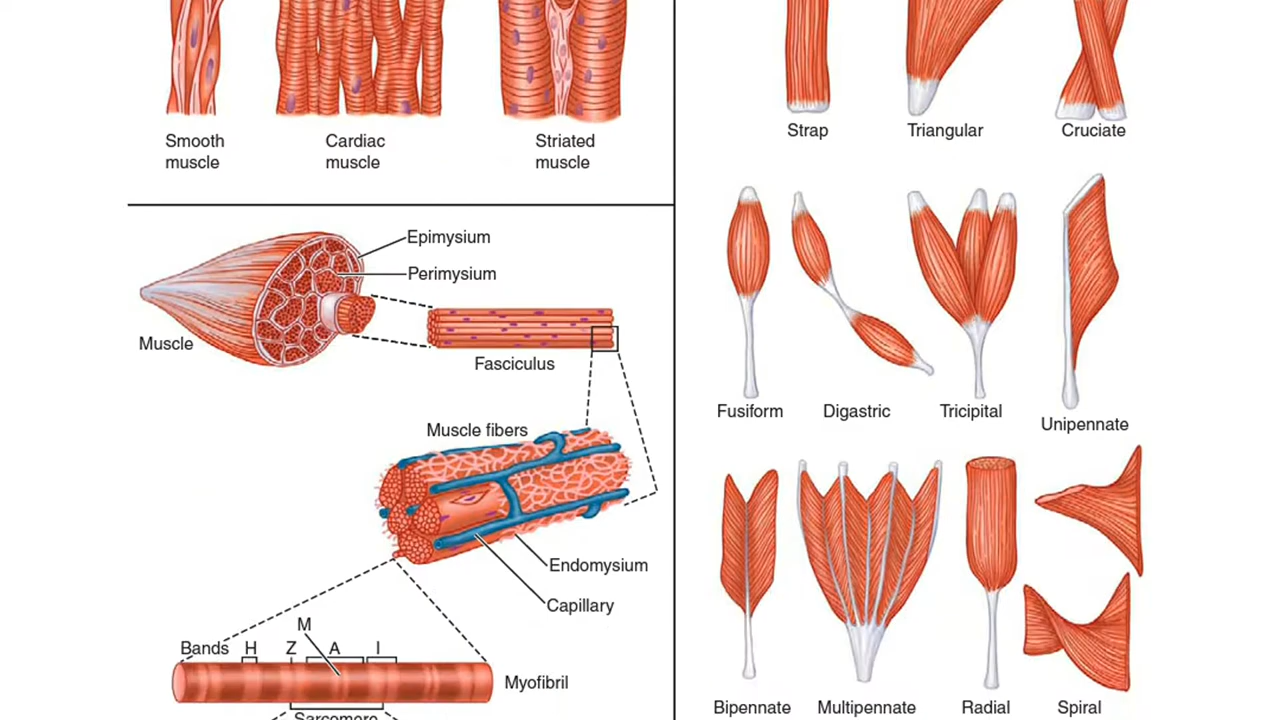 Smooth
muscle
Cardiac
muscle
Striated
muscle
Epimysium
Perimysium
Muscle
Fasciculus
Muscle fibers
Endomysium
Capillary
M
Bands H Z A I
Myofibril
Sarcomere
Strap
Triangular
Cruciate
Fusiform
Digastric
Tricipital
Unipennate
Bipennate
Multipennate
Radial
Spiral